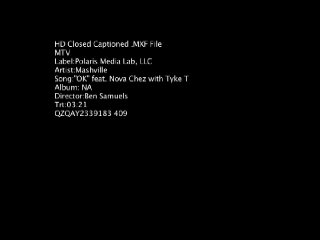 HD Closed Captioned .MXF File
MTV
Label:Polaris Media Lab, LLC
Artist:Mashville
Song "OK" feat. Nova Chez with Tyke T
Album: NA
Director:Ben Samuels
Trt:03:21
QZQAY2339183 409